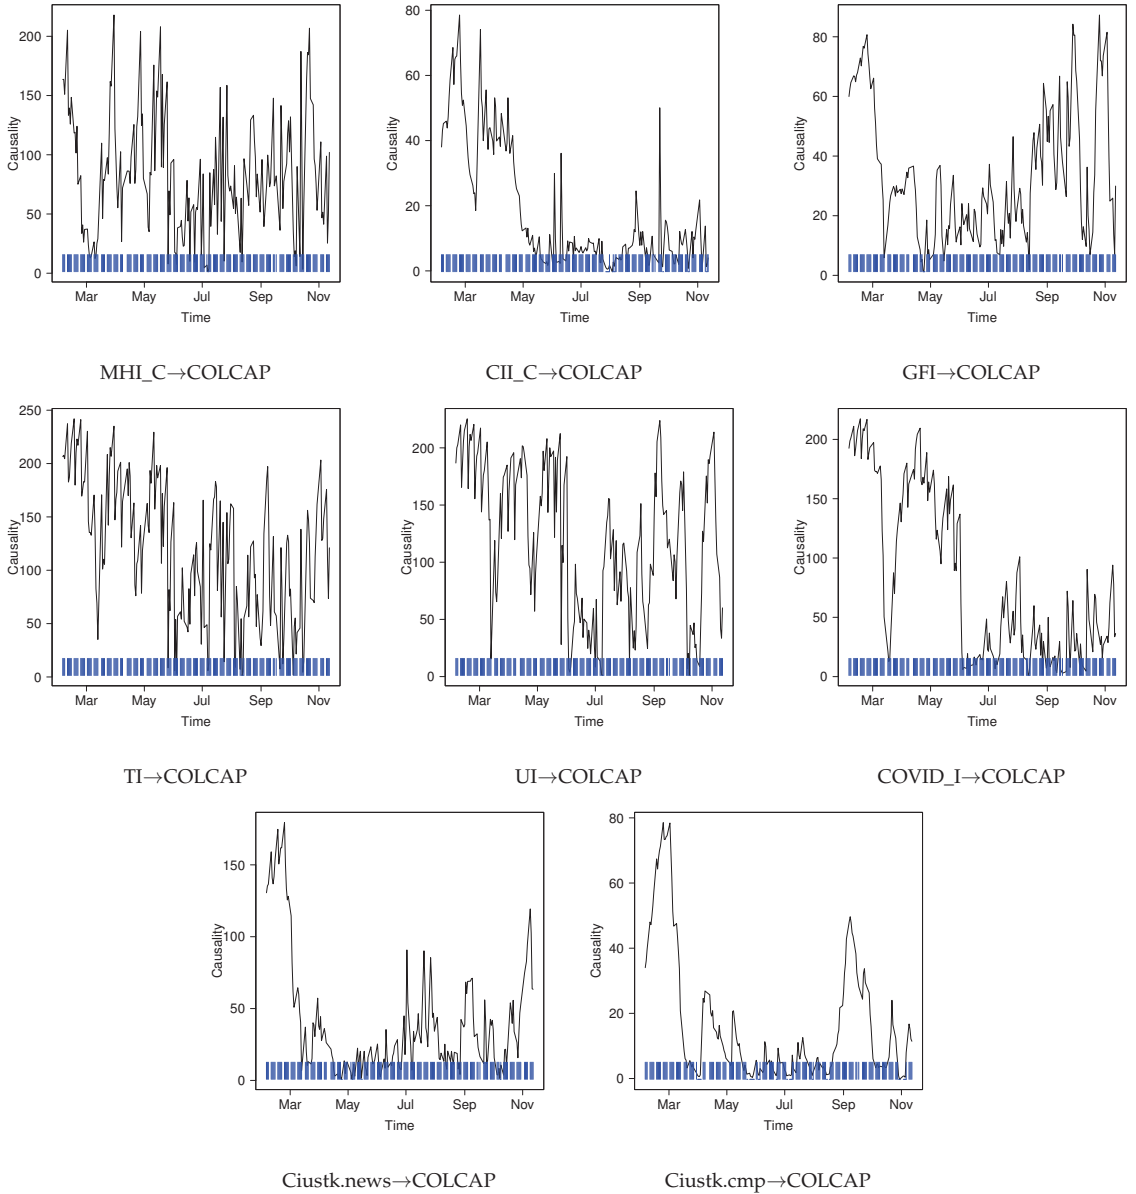 Causality
0 50 100 150 200
Mar May Jul Sep Nov
Time
MHI_C→COLCAP
Causality
0 20 40 60 80
Mar May Jul Sep Nov
Time
CII_C→COLCAP
Causality
0 20 40 60 80
Mar May Jul Sep Nov
Time
GFI→COLCAP
Causality
0 50 100 150 200 250
Mar May Jul Sep Nov
Time
TI→COLCAP
Causality
0 50 100 150 200
Mar May Jul Sep Nov
Time
UI→COLCAP
Causality
0 50 100 150 200
Mar May Jul Sep Nov
Time
COVID_I→COLCAP
Causality
0 50 100 150
Mar May Jul Sep Nov
Time
Ciustk.news→COLCAP
Causality
0 20 40 60 80
Mar May Jul Sep Nov
Time
Ciustk.cmp→COLCAP